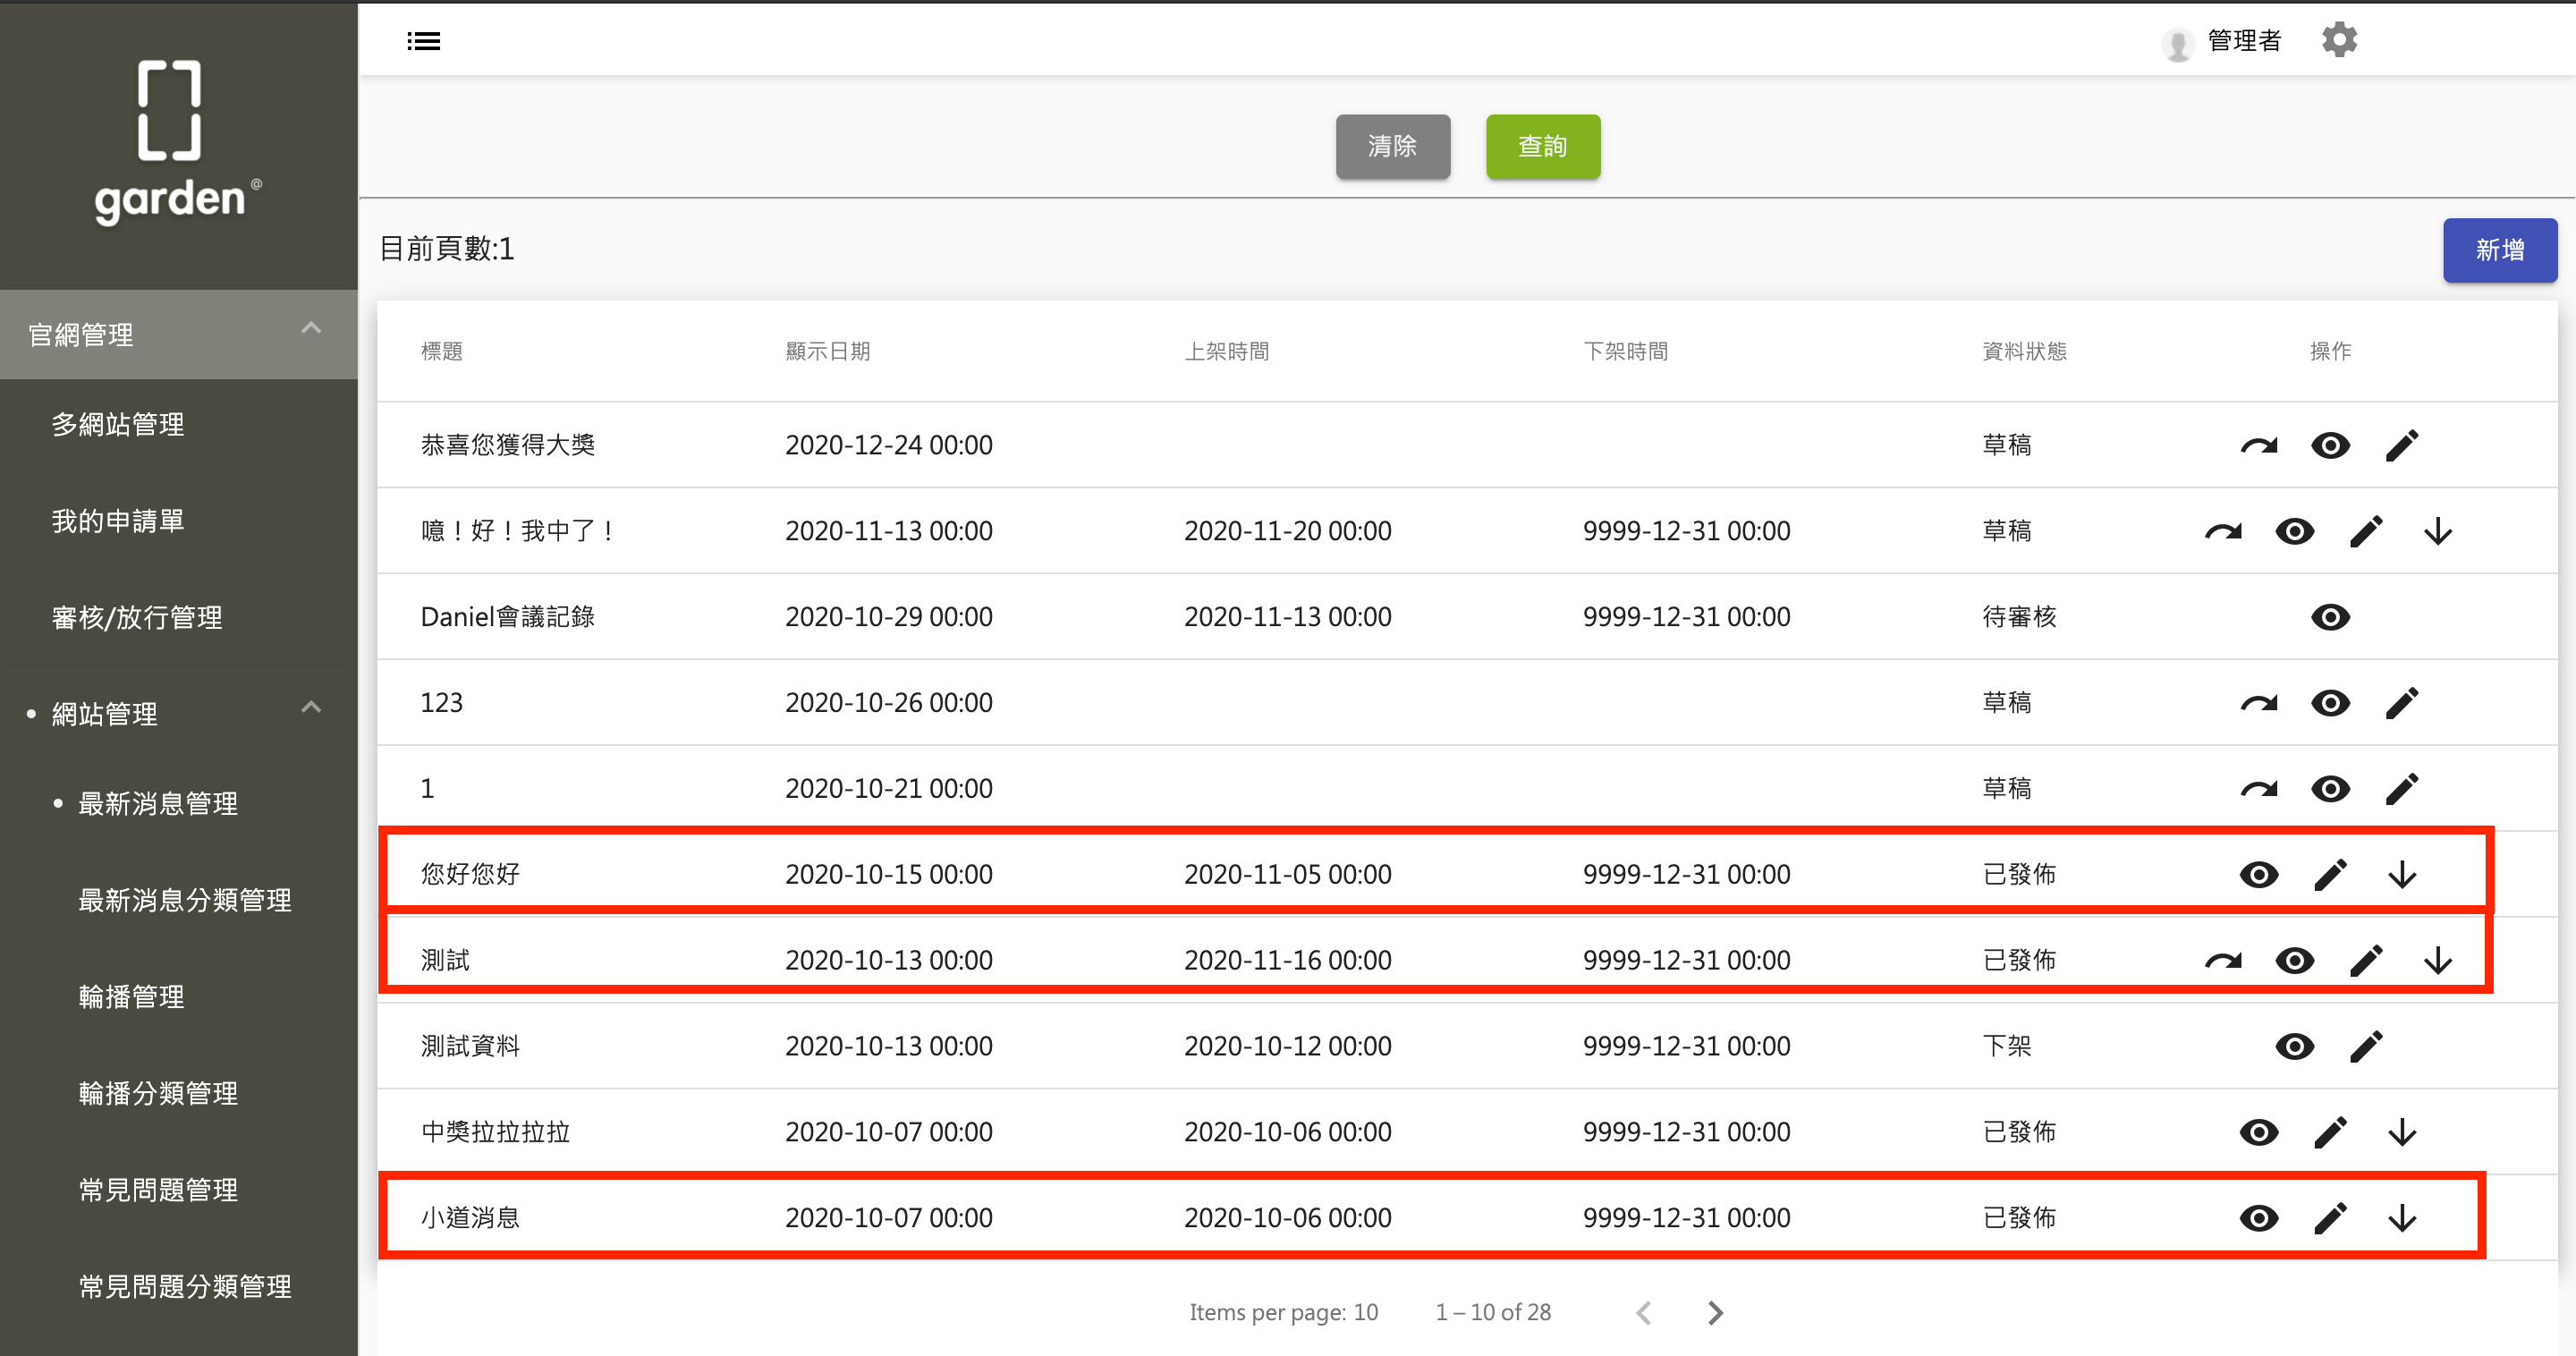 garden@
官網管理
多網站管理
我的申請單
審核/放行管理
• 網站管理
• 最新消息管理
最新消息分類管理
輪播管理
輪播分類管理
常見問題管理
常見問題分類管理
管理者
清除 查詢
目前頁數:1
新增
標題 顯示日期 上架時間 下架時間 資料狀態 操作
恭喜您獲得大獎 2020-12-24 00:00 草稿
噫！好！我中了！ 2020-11-13 00:00 2020-11-20 00:00 9999-12-31 00:00 草稿
Daniel會議記錄 2020-10-29 00:00 2020-11-13 00:00 9999-12-31 00:00 待審核
123 2020-10-26 00:00 草稿
1 2020-10-21 00:00 草稿
您好您好 2020-10-15 00:00 2020-11-05 00:00 9999-12-31 00:00 已發佈
測試 2020-10-13 00:00 2020-11-16 00:00 9999-12-31 00:00 已發佈
測試資料 2020-10-13 00:00 2020-10-12 00:00 9999-12-31 00:00 下架
中獎拉拉拉拉 2020-10-07 00:00 2020-10-06 00:00 9999-12-31 00:00 已發佈
小道消息 2020-10-07 00:00 2020-10-06 00:00 9999-12-31 00:00 已發佈
Items per page: 10 1 – 10 of 28